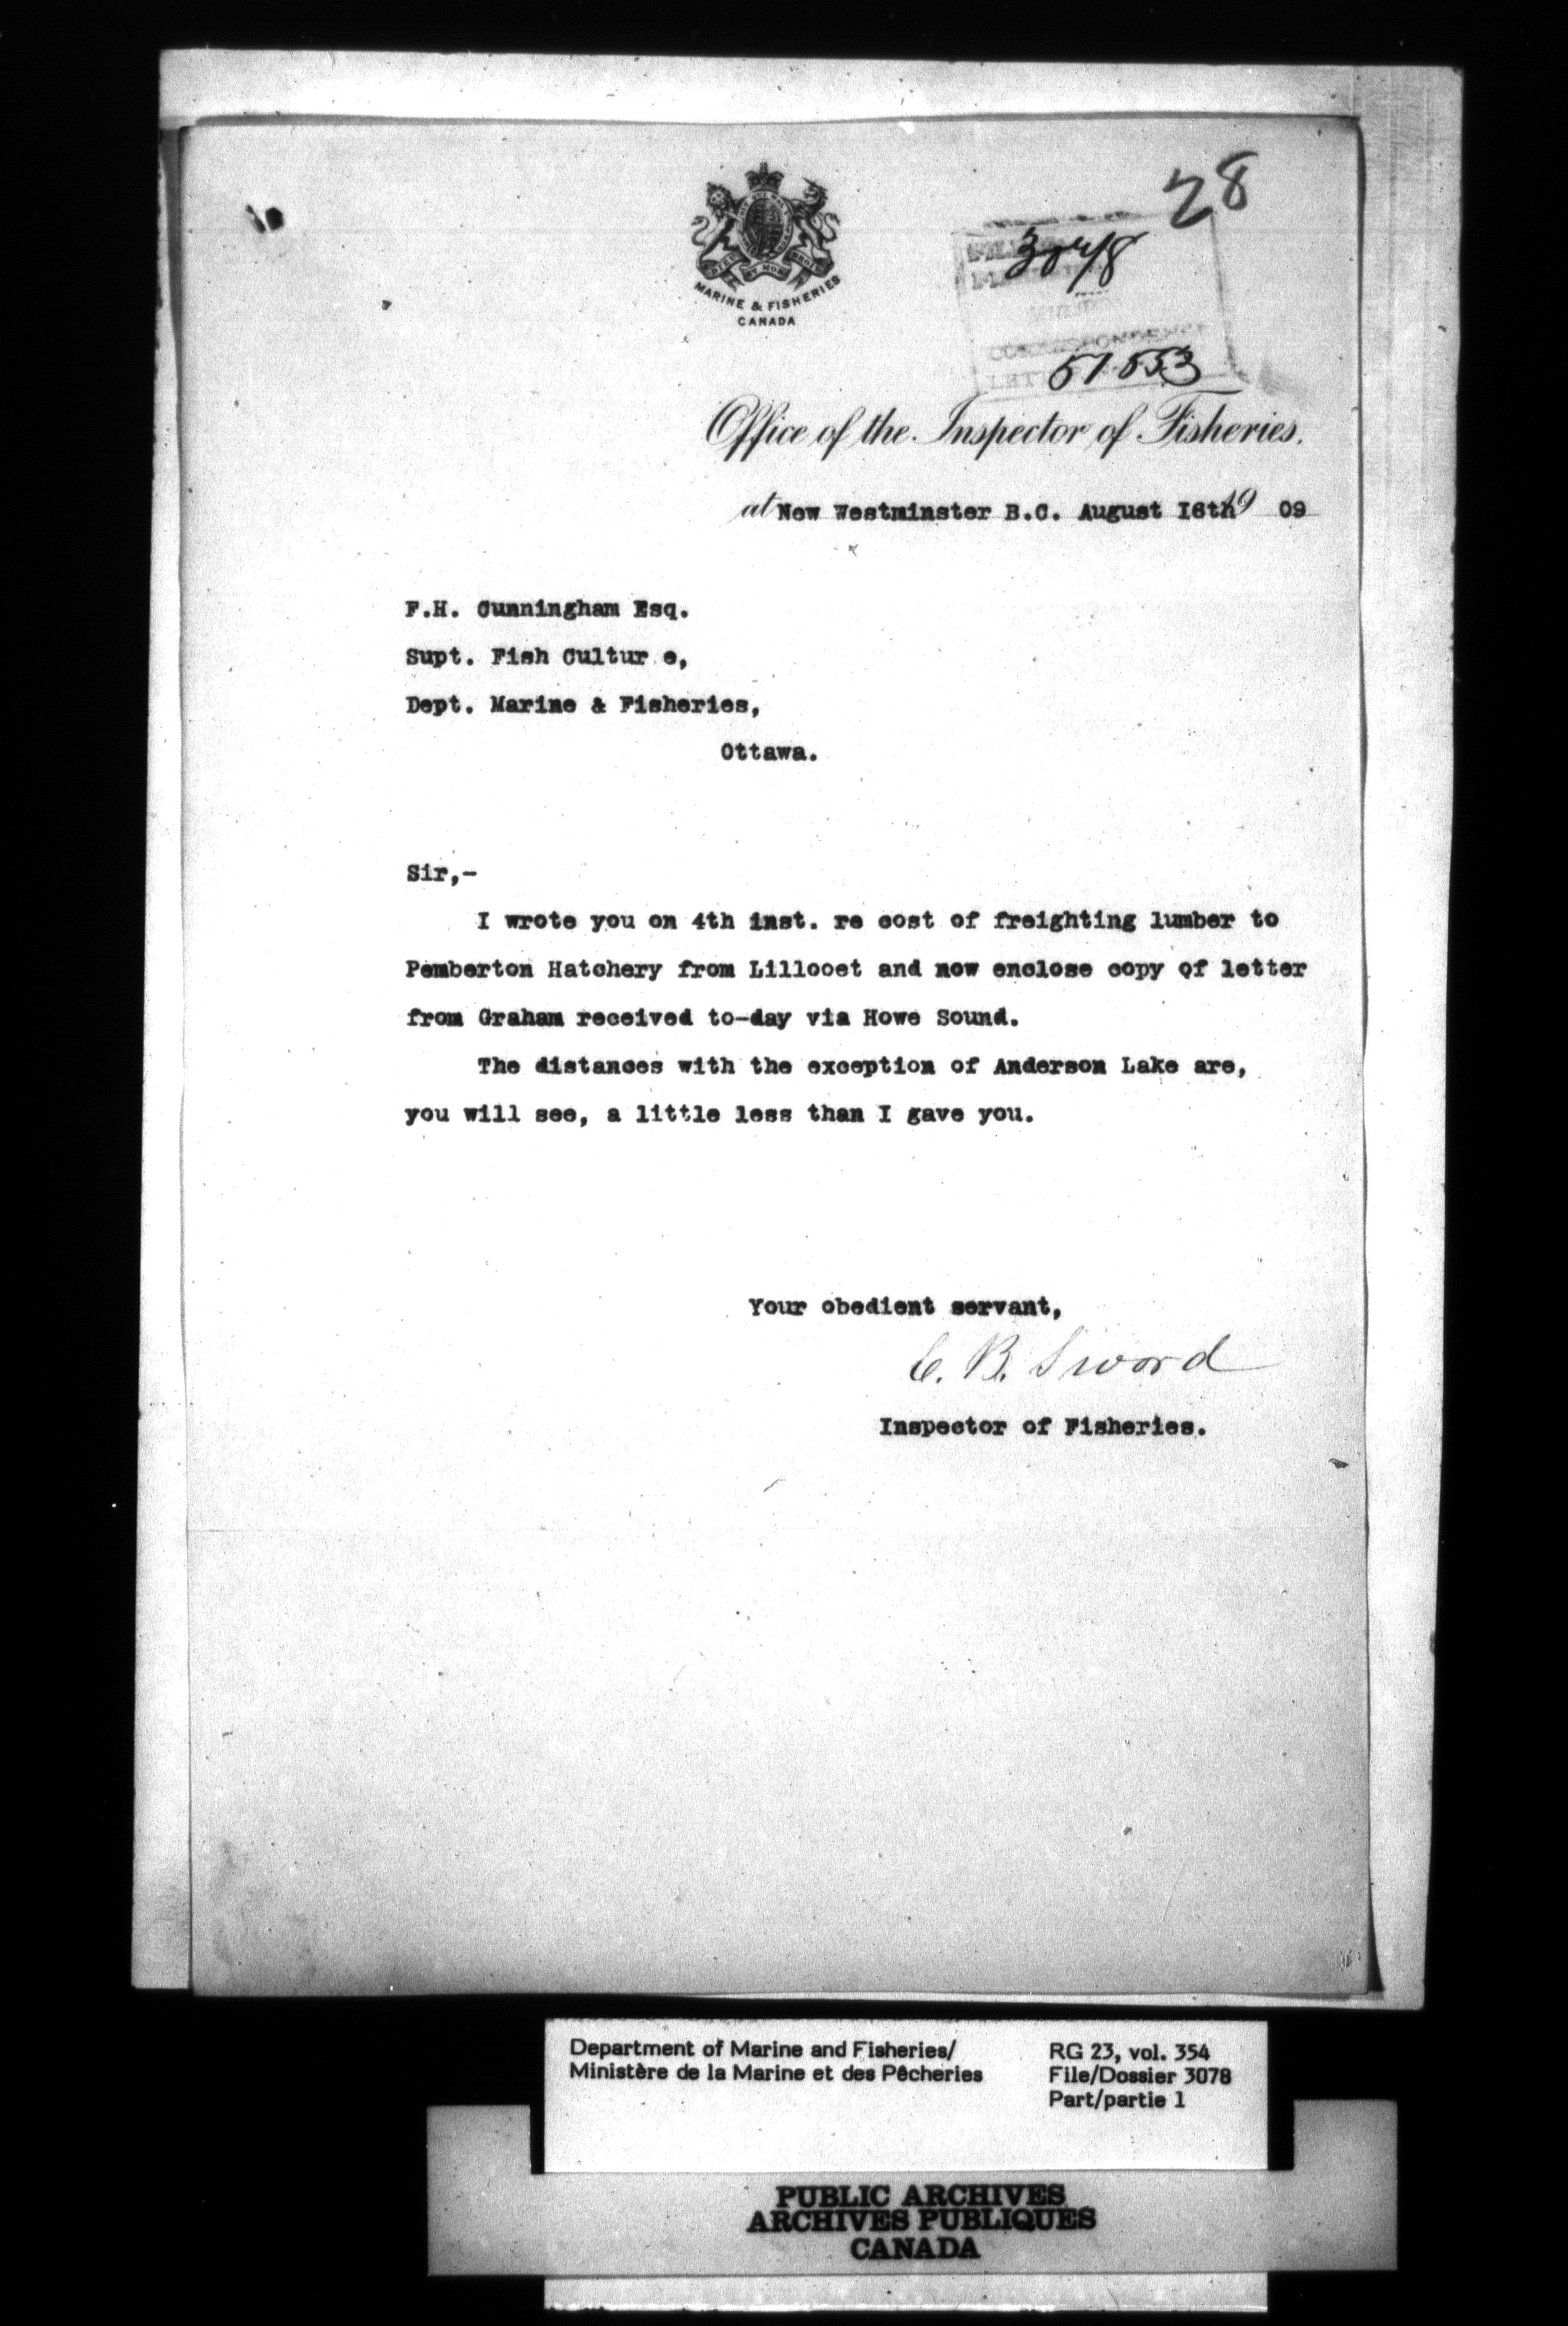 28
3078
51553
MARINE & FISHERIES
CANADA
Office of the Inspector of Fisheries.
at New Westminster B.C. August I6th 19 09
F.H. Cunningham Esq.
Supt. Fish Cultur e,
Dept. Marine & Fisheries,
Ottawa.
Sir,-
I wrote you on 4th inst. re cost of freighting lumber to
Pemberton Hatchery from Lillooet and now enclose copy of letter
from Graham received to-day via Howe Sound.
The distances with the exception of Anderson Lake are,
you will see, a little less than I gave you.
Your obedient servant,
C. B. Sword
Inspector of Fisheries.
Department of Marine and Fisheries/
Ministère de la Marine et des Pêcheries
RG 23, vol. 354
File/Dossier 3078
Part/partie 1
PUBLIC ARCHIVES
ARCHIVES PUBLIQUES
CANADA